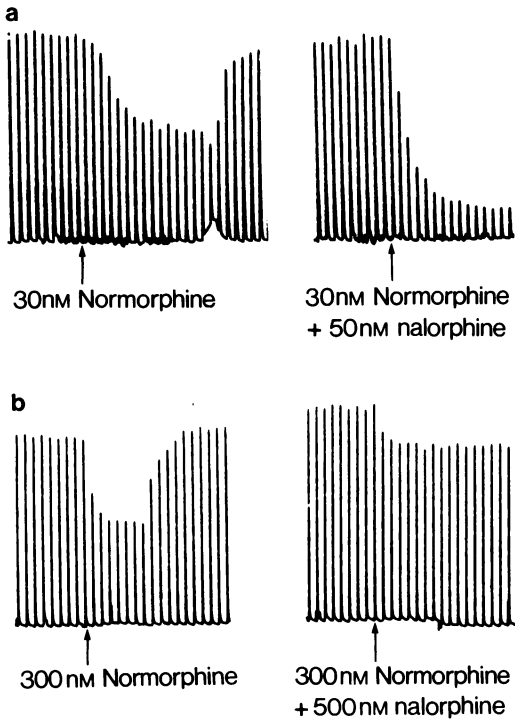 a
30nM Normorphine
30nM Normorphine
+ 50nM nalorphine
b
300nM Normorphine
300nM Normorphine
+ 500nM nalorphine